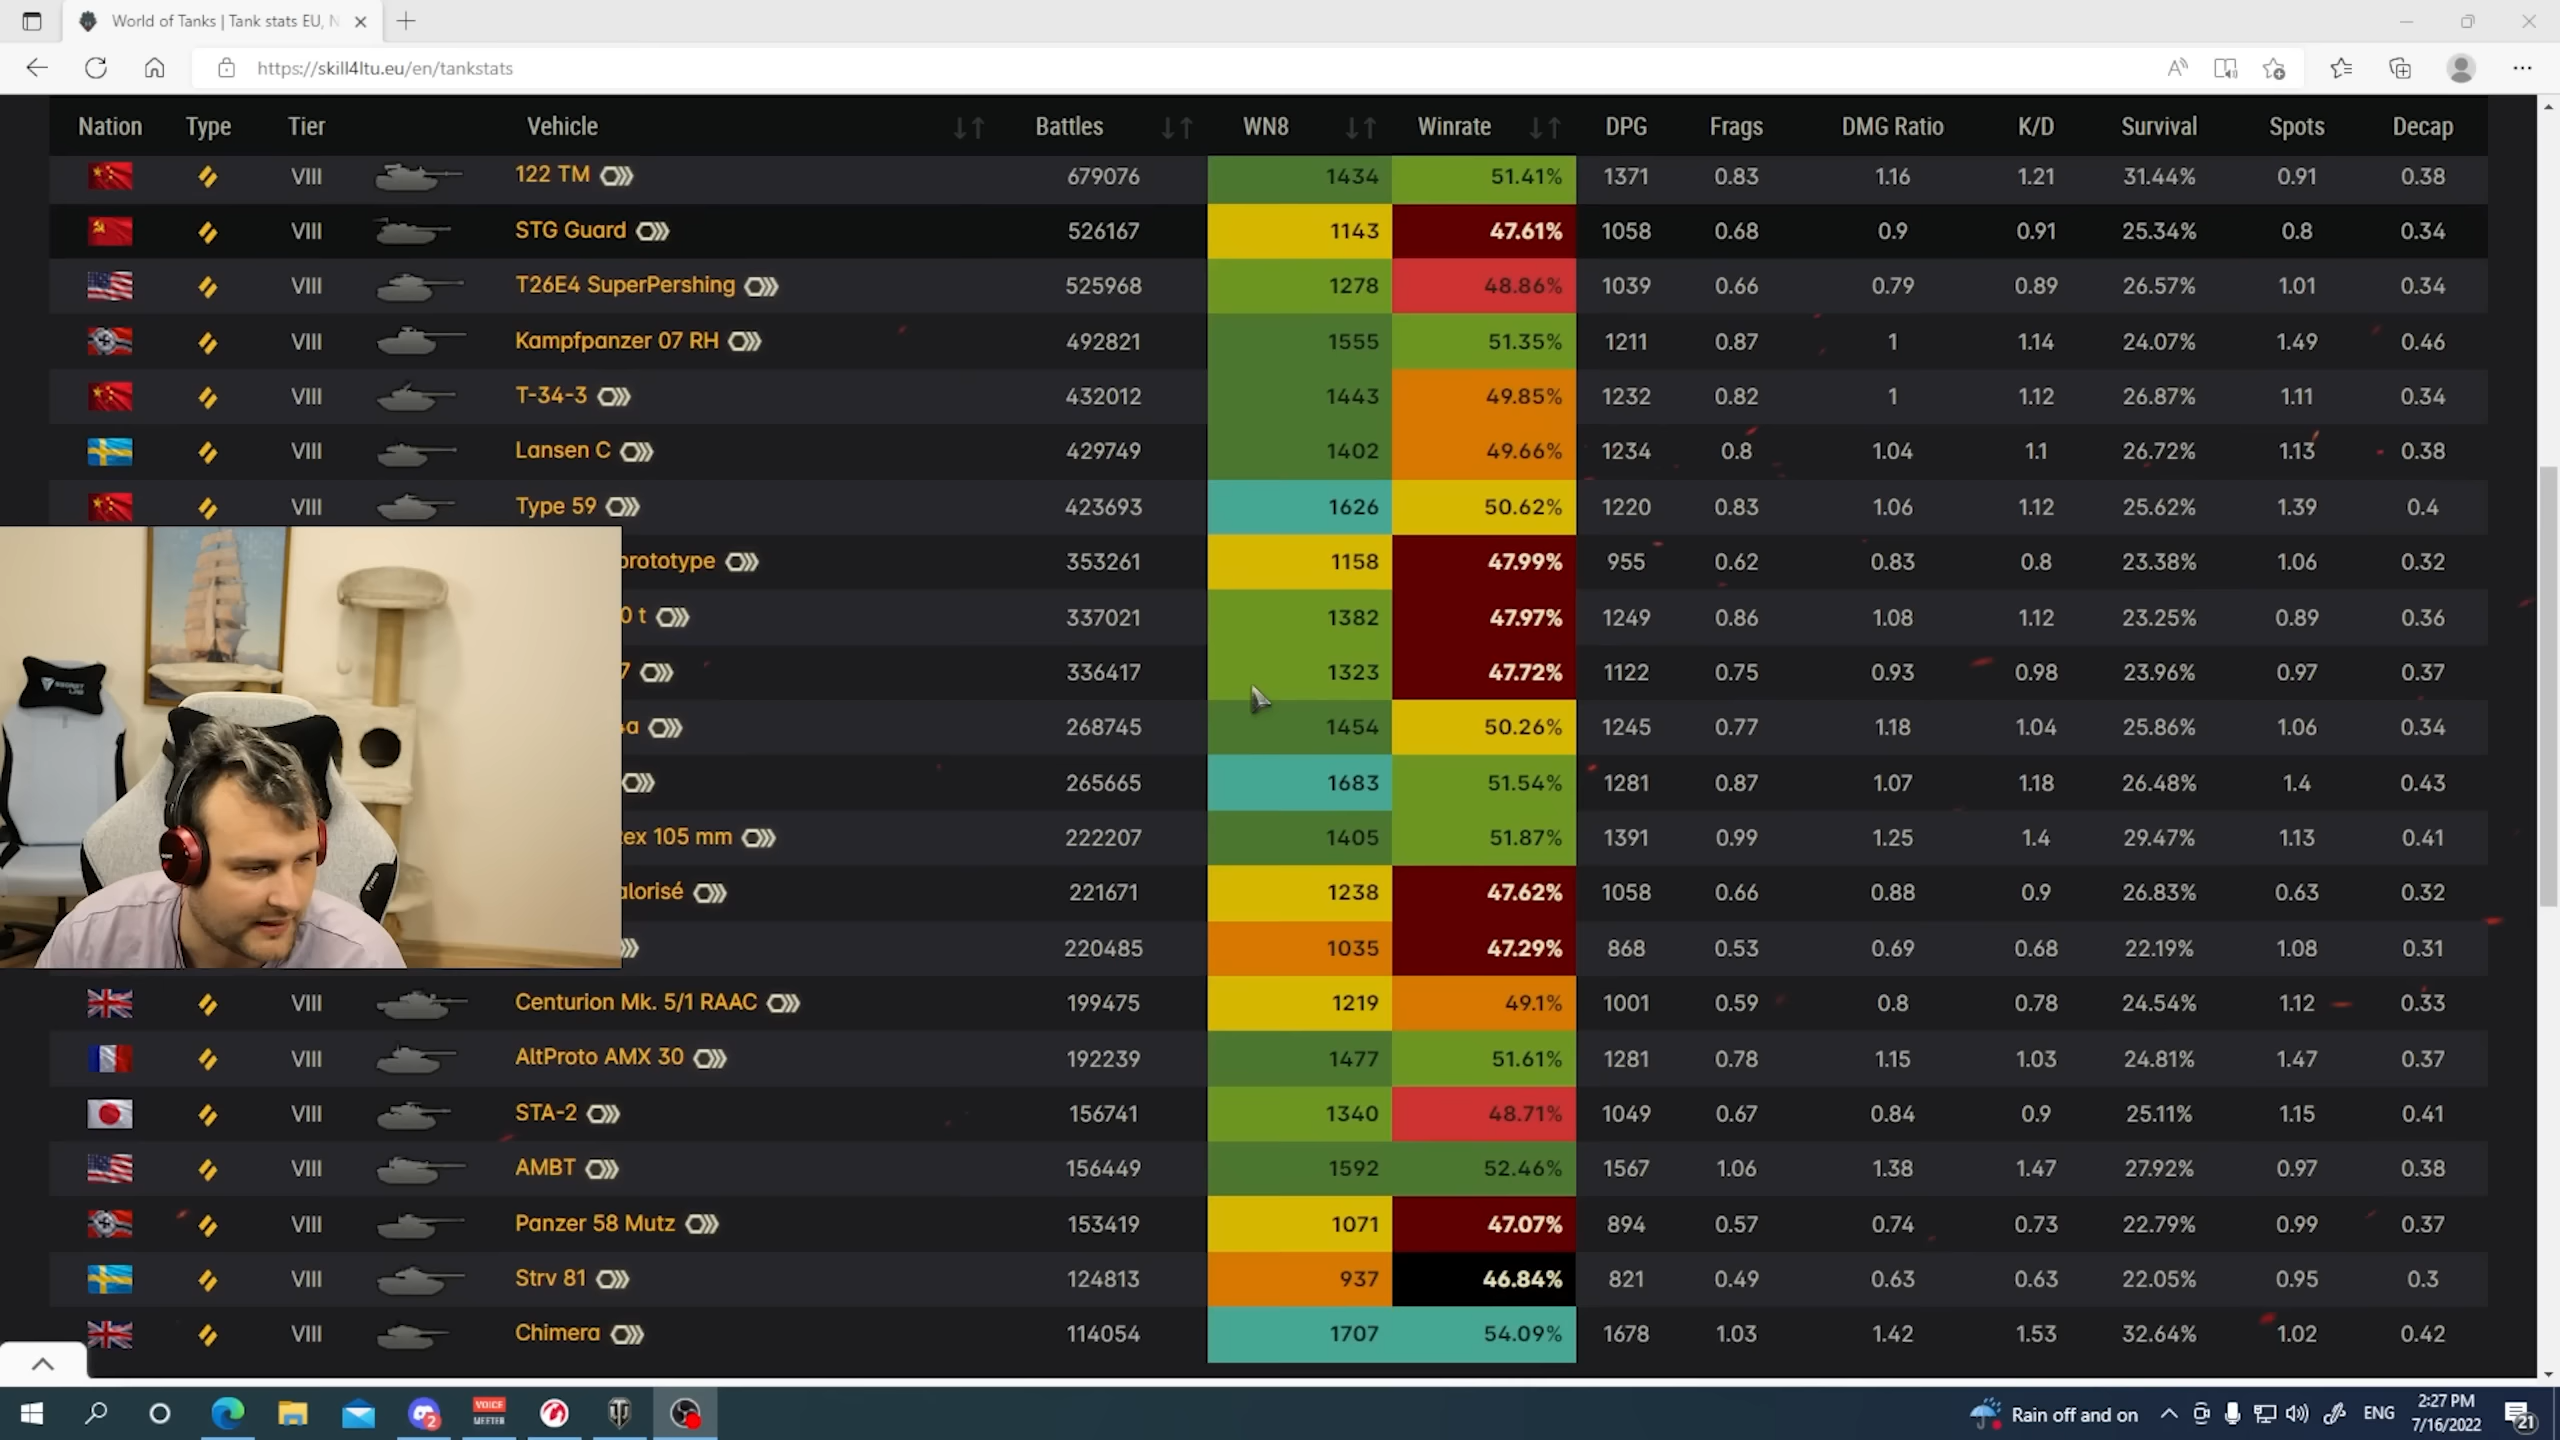 World of Tanks | Tank stats EU, N
https://skill4ltu.eu/en/tankstats
Nation Type Tier Vehicle Battles WN8 Winrate DPG Frags DMG Ratio K/D Survival Spots Decap
VIII 122 TM 679076 1434 51.41% 1371 0.83 1.16 1.21 31.44% 0.91 0.38
VIII STG Guard 526167 1143 47.61% 1058 0.68 0.9 0.91 25.34% 0.8 0.34
VIII T26E4 SuperPershing 525968 1278 48.86% 1039 0.66 0.79 0.89 26.57% 1.01 0.34
VIII Kampfpanzer 07 RH 492821 1555 51.35% 1211 0.87 1 1.14 24.07% 1.49 0.46
VIII T-34-3 432012 1443 49.85% 1232 0.82 1 1.12 26.87% 1.11 0.34
VIII Lansen C 429749 1402 49.66% 1234 0.8 1.04 1.1 26.72% 1.13 0.38
VIII Type 59 423693 1626 50.62% 1220 0.83 1.06 1.12 25.62% 1.39 0.4
prototype 353261 1158 47.99% 955 0.62 0.83 0.8 23.38% 1.06 0.32
0 t 337021 1382 47.97% 1249 0.86 1.08 1.12 23.25% 0.89 0.36
7 336417 1323 47.72% 1122 0.75 0.93 0.98 23.96% 0.97 0.37
a 268745 1454 50.26% 1245 0.77 1.18 1.04 25.86% 1.06 0.34
265665 1683 51.54% 1281 0.87 1.07 1.18 26.48% 1.4 0.43
ex 105 mm 222207 1405 51.87% 1391 0.99 1.25 1.4 29.47% 1.13 0.41
alorisé 221671 1238 47.62% 1058 0.66 0.88 0.9 26.83% 0.63 0.32
220485 1035 47.29% 868 0.53 0.69 0.68 22.19% 1.08 0.31
VIII Centurion Mk. 5/1 RAAC 199475 1219 49.1% 1001 0.59 0.8 0.78 24.54% 1.12 0.33
VIII AltProto AMX 30 192239 1477 51.61% 1281 0.78 1.15 1.03 24.81% 1.47 0.37
VIII STA-2 156741 1340 48.71% 1049 0.67 0.84 0.9 25.11% 1.15 0.41
VIII AMBT 156449 1592 52.46% 1567 1.06 1.38 1.47 27.92% 0.97 0.38
VIII Panzer 58 Mutz 153419 1071 47.07% 894 0.57 0.74 0.73 22.79% 0.99 0.37
VIII Strv 81 124813 937 46.84% 821 0.49 0.63 0.63 22.05% 0.95 0.3
VIII Chimera 114054 1707 54.09% 1678 1.03 1.42 1.53 32.64% 1.02 0.42
VOICE MEETER 2 Rain off and on ENG 2:27 PM
7/16/2022 21